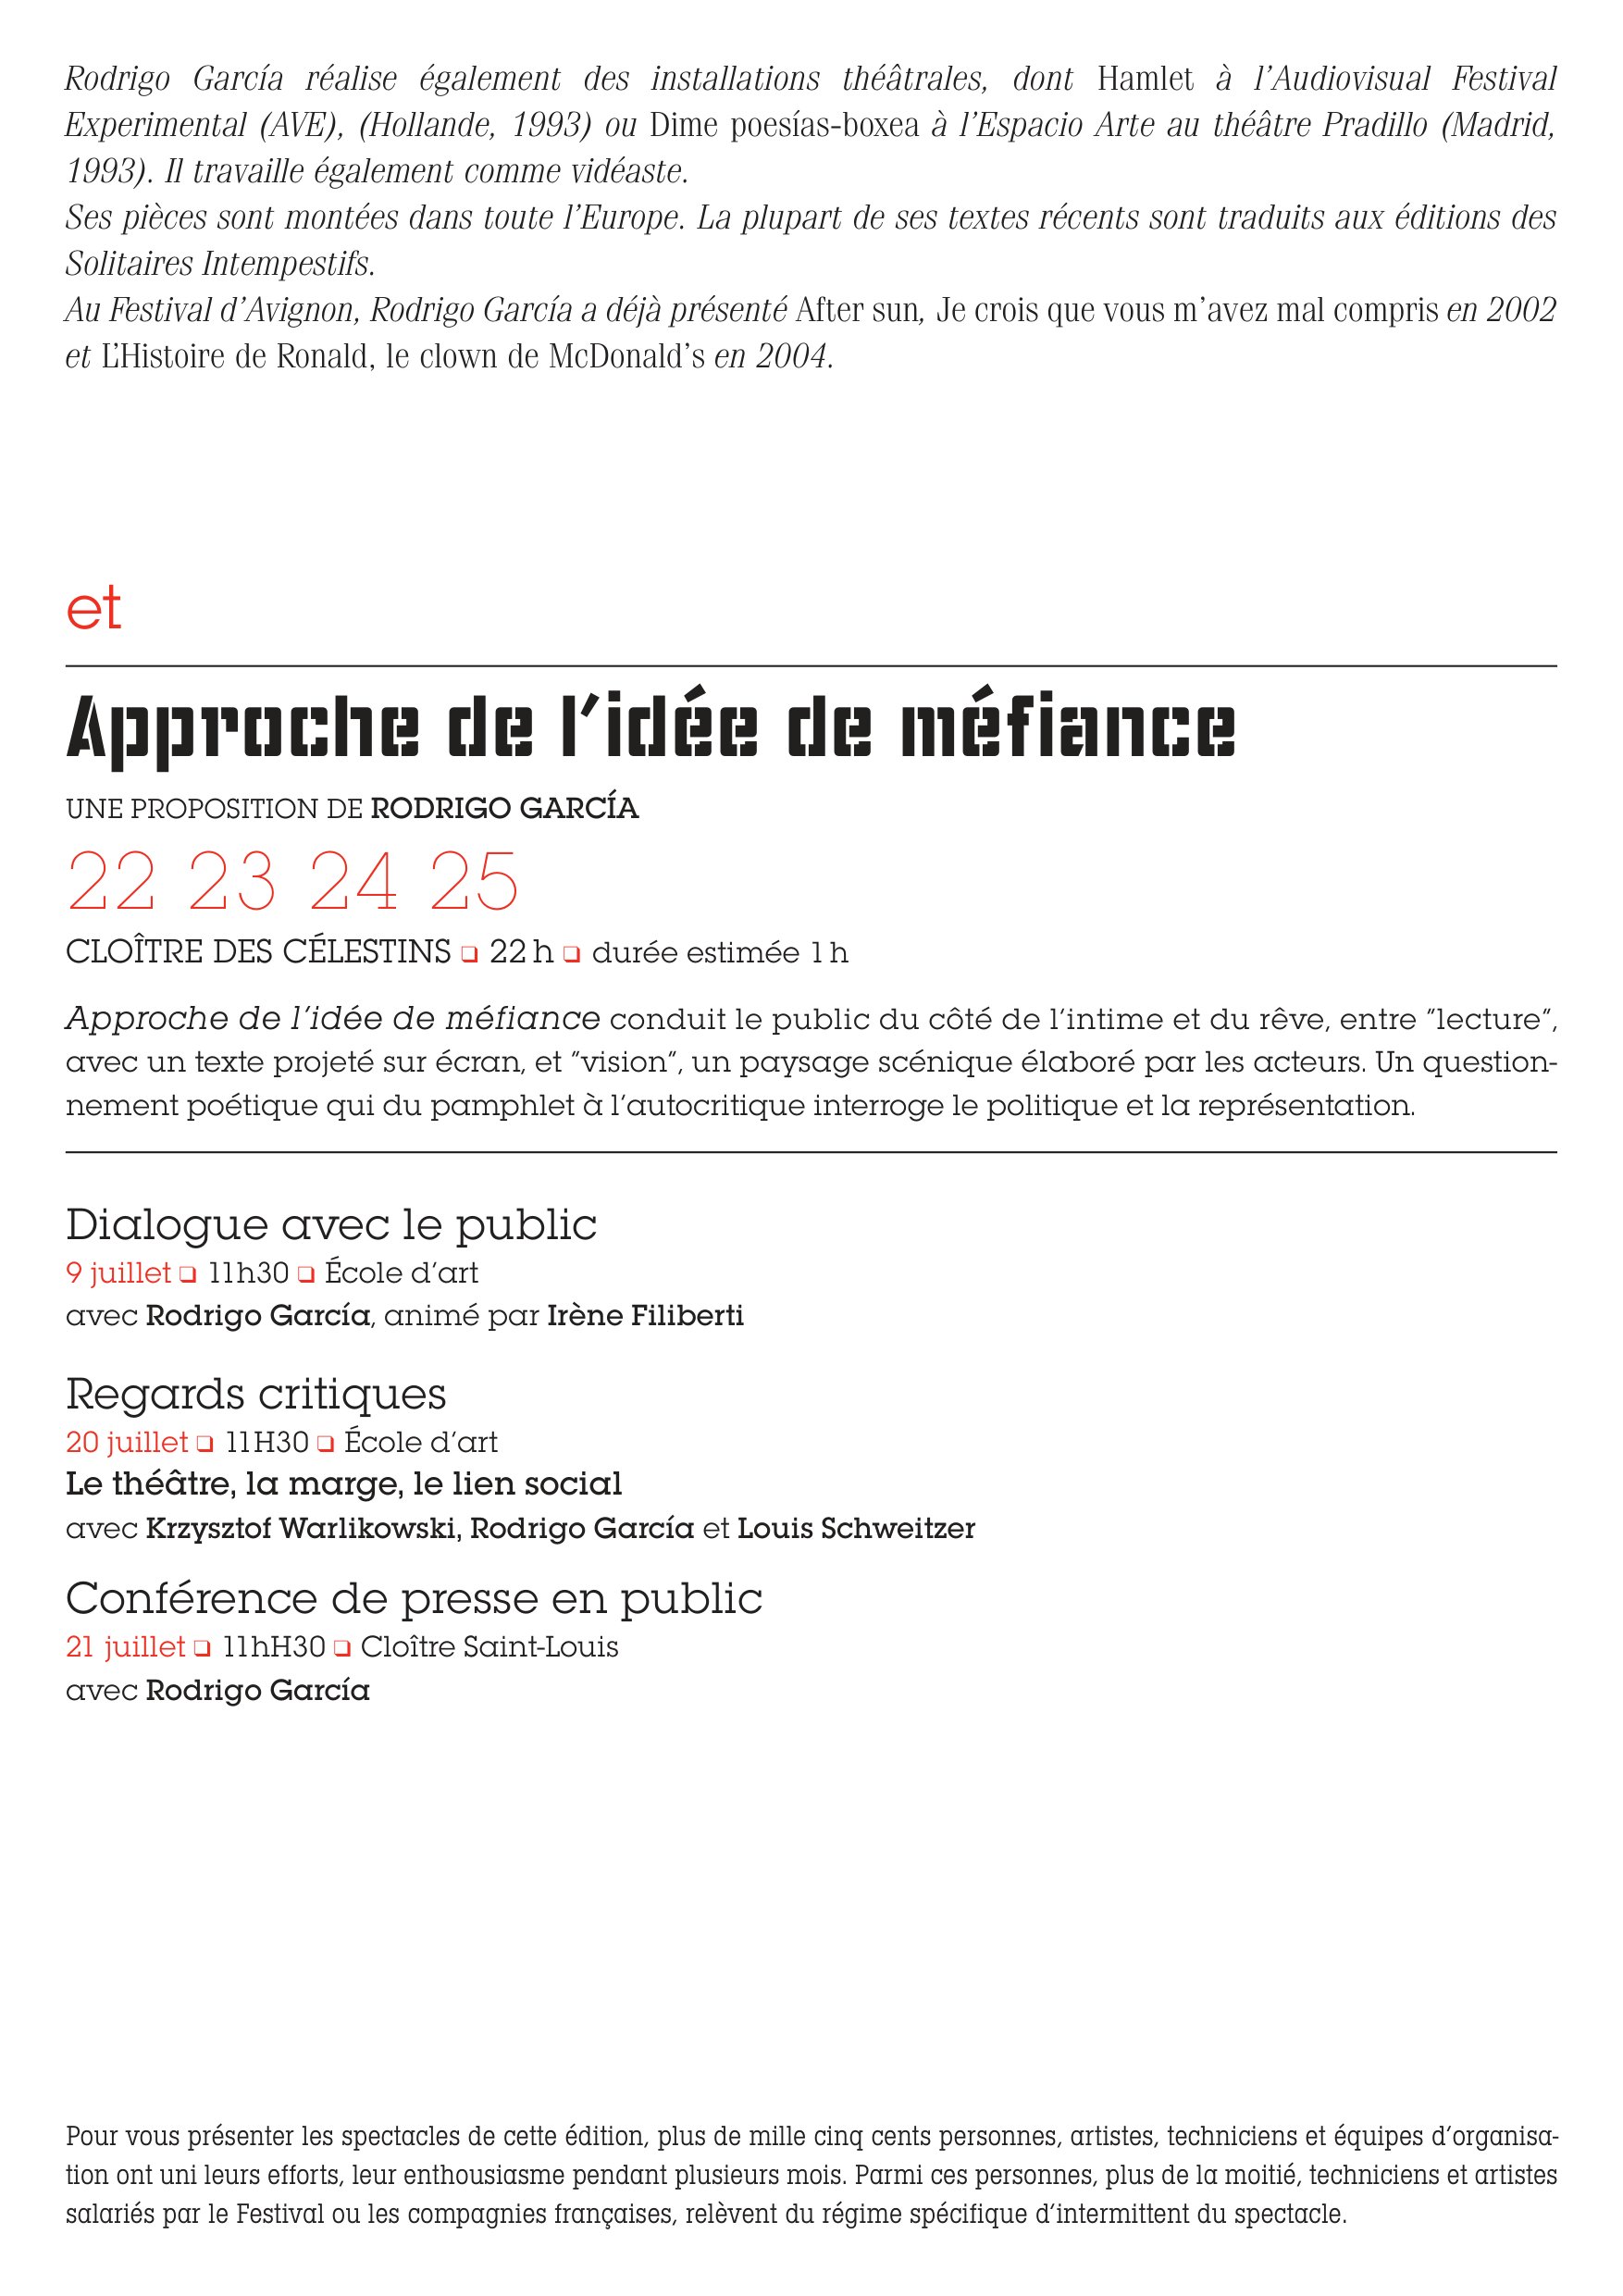 Rodrigo García réalise également des installations théâtrales, dont Hamlet à l’Audiovisual Festival
Experimental (AVE), (Hollande, 1993) ou Dime poesías-boxea à l’Espacio Arte au théâtre Pradillo (Madrid,
1993). Il travaille également comme vidéaste.
Ses pièces sont montées dans toute l’Europe. La plupart de ses textes récents sont traduits aux éditions des
Solitaires Intempestifs.
Au Festival d’Avignon, Rodrigo García a déjà présenté After sun, Je crois que vous m’avez mal compris en 2002
et L’Histoire de Ronald, le clown de McDonald’s en 2004.
et
Approche de l’idée de méfiance
UNE PROPOSITION DE RODRIGO GARCÍA
22 23 24 25
CLOÎTRE DES CÉLESTINS ❏ 22 h ❏ durée estimée 1 h
Approche de l’idée de méfiance conduit le public du côté de l’intime et du rêve, entre “lecture”,
avec un texte projeté sur écran, et “vision”, un paysage scénique élaboré par les acteurs. Un question-
nement poétique qui du pamphlet à l’autocritique interroge le politique et la représentation.
Dialogue avec le public
9 juillet ❏ 11h30 ❏ École d’art
avec Rodrigo García, animé par Irène Filiberti
Regards critiques
20 juillet ❏ 11H30 ❏ École d’art
Le théâtre, la marge, le lien social
avec Krzysztof Warlikowski, Rodrigo García et Louis Schweitzer
Conférence de presse en public
21 juillet ❏ 11hH30 ❏ Cloître Saint-Louis
avec Rodrigo García
Pour vous présenter les spectacles de cette édition, plus de mille cinq cents personnes, artistes, techniciens et équipes d’organisa-
tion ont uni leurs efforts, leur enthousiasme pendant plusieurs mois. Parmi ces personnes, plus de la moitié, techniciens et artistes
salariés par le Festival ou les compagnies françaises, relèvent du régime spécifique d’intermittent du spectacle.